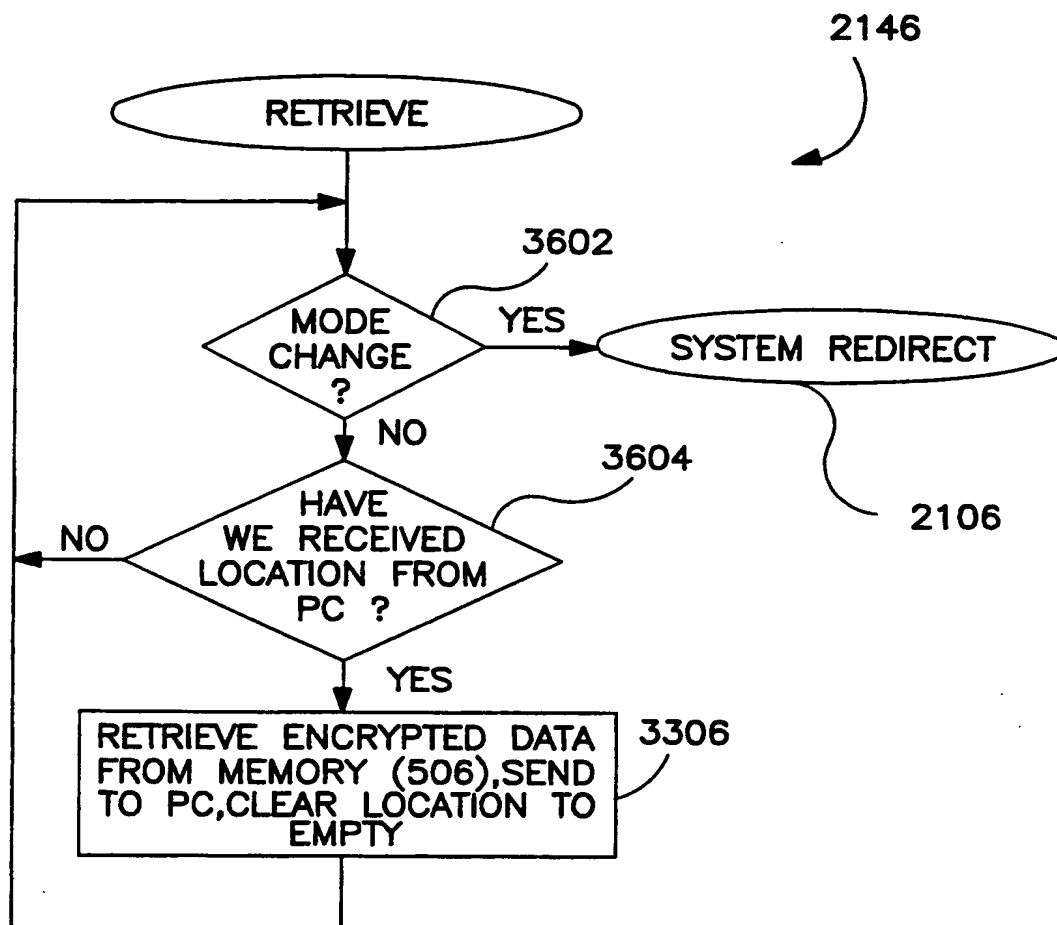 2146
RETRIEVE
3602
MODE
CHANGE
?
YES
SYSTEM REDIRECT
NO
3604
2106
HAVE
WE RECEIVED
LOCATION FROM
PC ?
NO
YES
3306
RETRIEVE ENCRYPTED DATA
FROM MEMORY (506),SEND
TO PC,CLEAR LOCATION TO
EMPTY